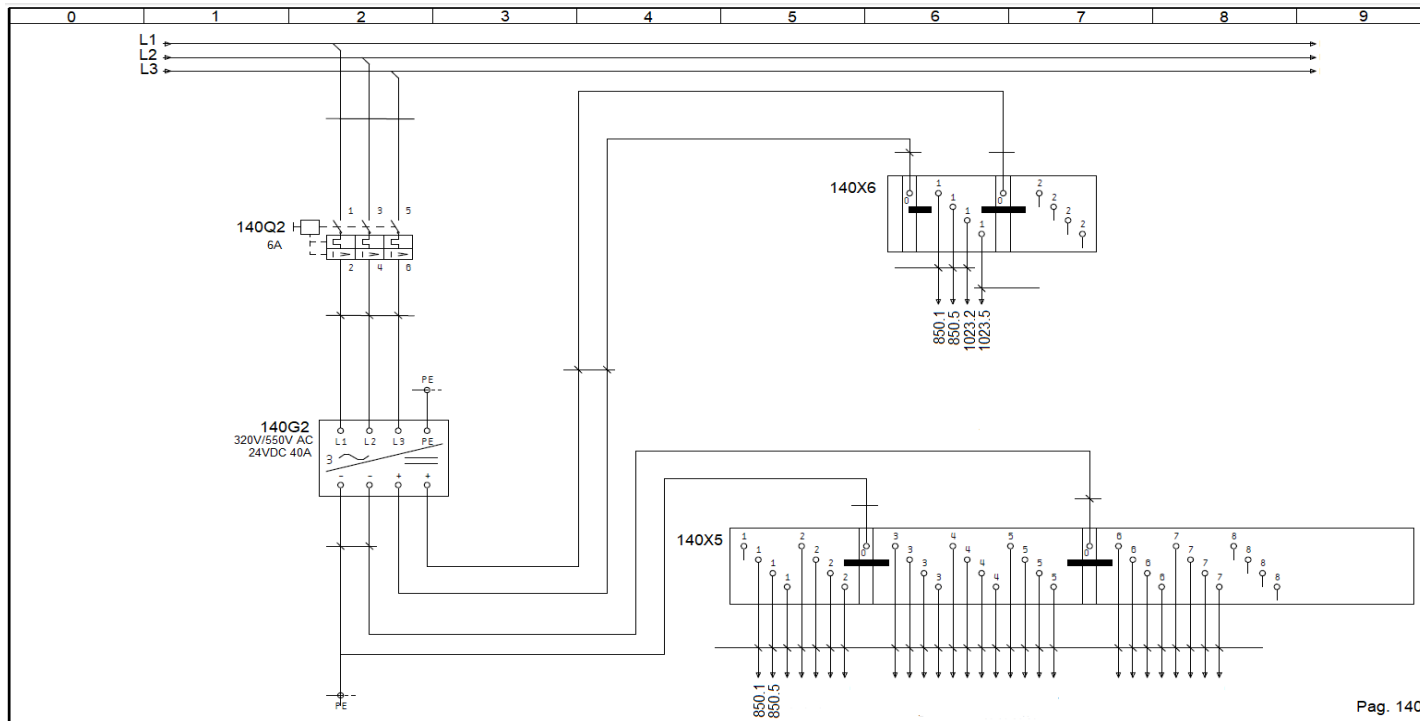 0 1 2 3 4 5 6 7 8 9
L1
L2
L3
140X6
0 1 0 2
1 2
1 2
1 2
1 3 5
140Q2
6A
I> I> I>
2 4 6
850.1
850.5
1023.2
1023.5
PE
140G2
320V/550V AC
24VDC 40A
L1 L2 L3 PE
3
- - + +
140X5
1 2 0 3 4 5 0 6 7 8
1 2 3 4 5 6 7 8
1 2 3 4 5 6 7 8
1 2 3 4 5 6 7 8
850.1
850.5
PE
Pag. 140